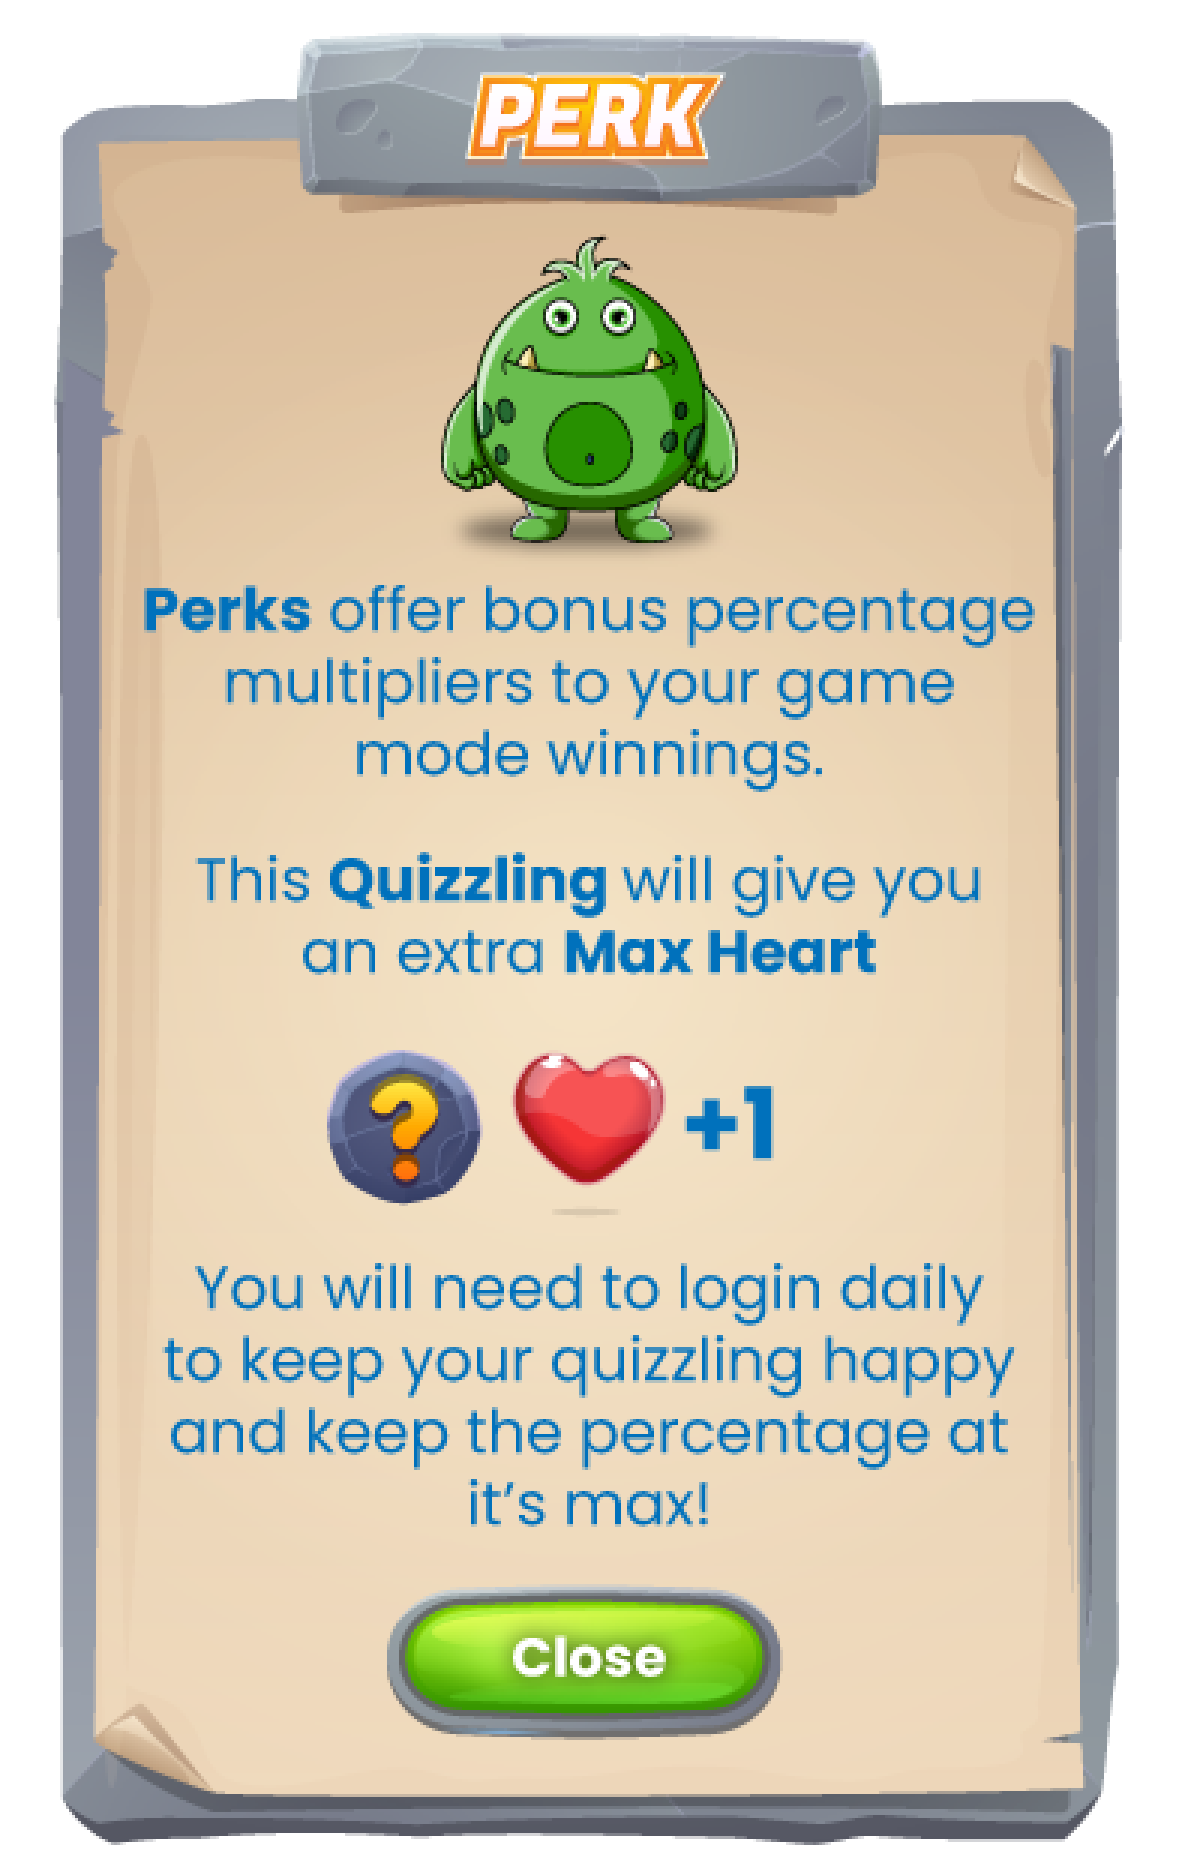 PERK
Perks offer bonus percentage
multipliers to your game
mode winnings.
This Quizzling will give you
an extra Max Heart
? +1
You will need to login daily
to keep your quizzling happy
and keep the percentage at
it’s max!
Close